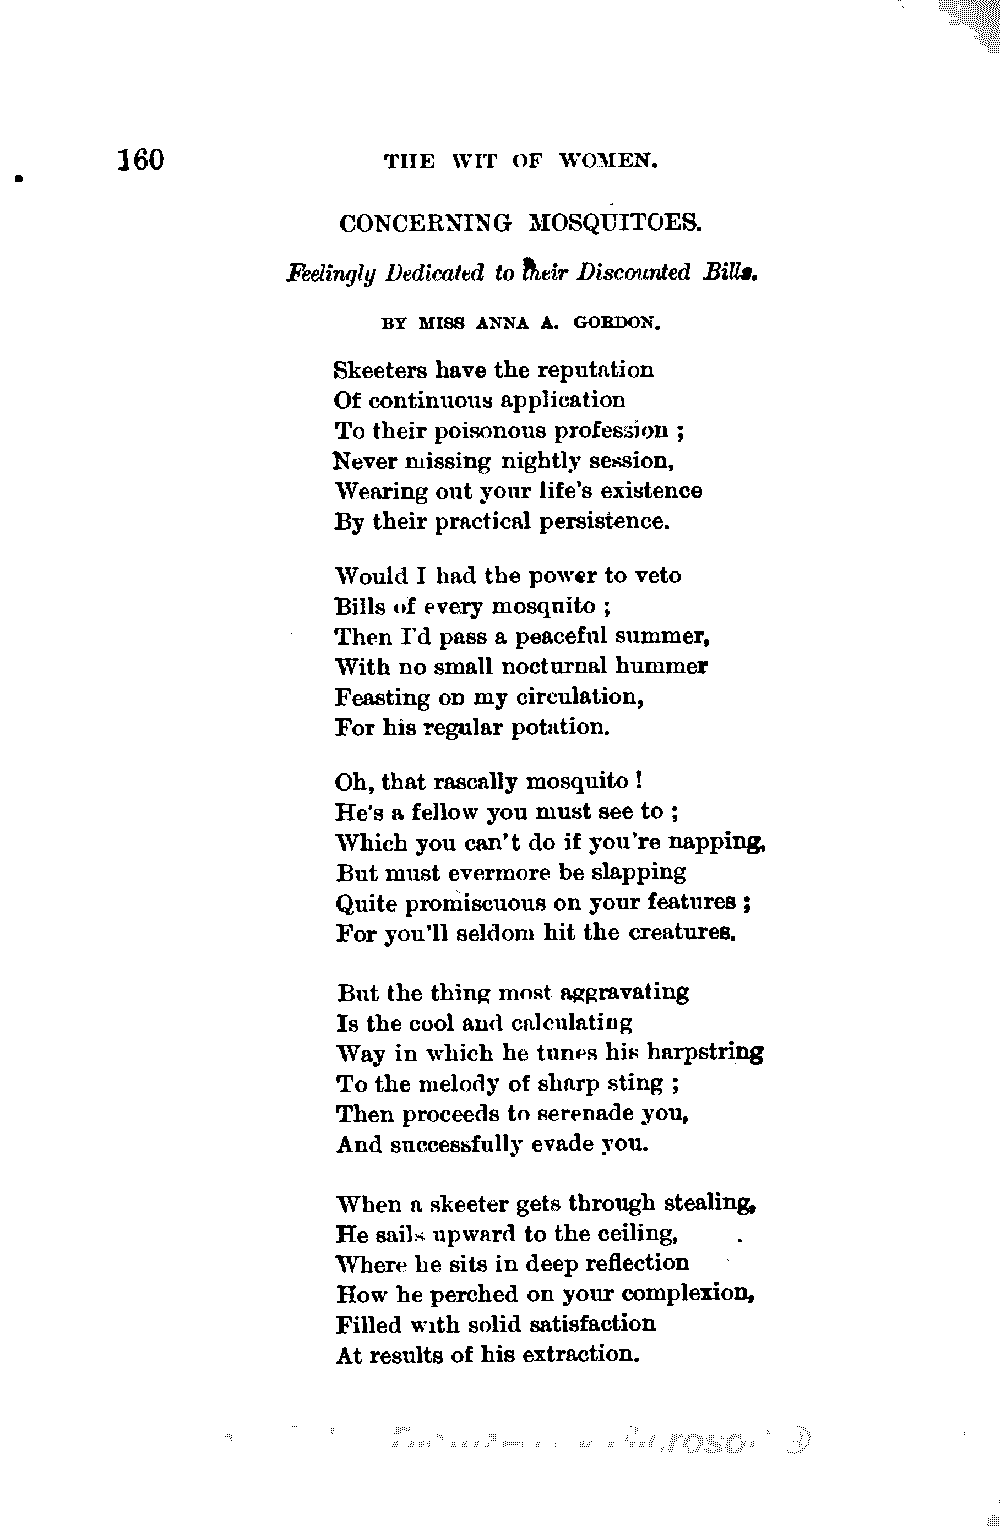 160 THE WIT OF WOMEN.
CONCERNING MOSQUITOES.
Feelingly Dedicated to their Discounted Bills.
BY MISS ANNA A. GORDON.
Skeeters have the reputation
Of continuous application
To their poisonous profession ;
Never missing nightly session,
Wearing out your life's existence
By their practical persistence.
Would I had the power to veto
Bills of every mosquito ;
Then I'd pass a peaceful summer,
With no small nocturnal hummer
Feasting on my circulation,
For his regular potation.
Oh, that rascally mosquito !
He's a fellow you must see to ;
Which you can't do if you're napping,
But must evermore be slapping
Quite promiscuous on your features ;
For you'll seldom hit the creatures.
But the thing most aggravating
Is the cool and calculating
Way in which he tunes his harpstring
To the melody of sharp sting ;
Then proceeds to serenade you,
And successfully evade you.
When a skeeter gets through stealing,
He sails upward to the ceiling,
Where he sits in deep reflection
How he perched on your complexion,
Filled with solid satisfaction
At results of his extraction.